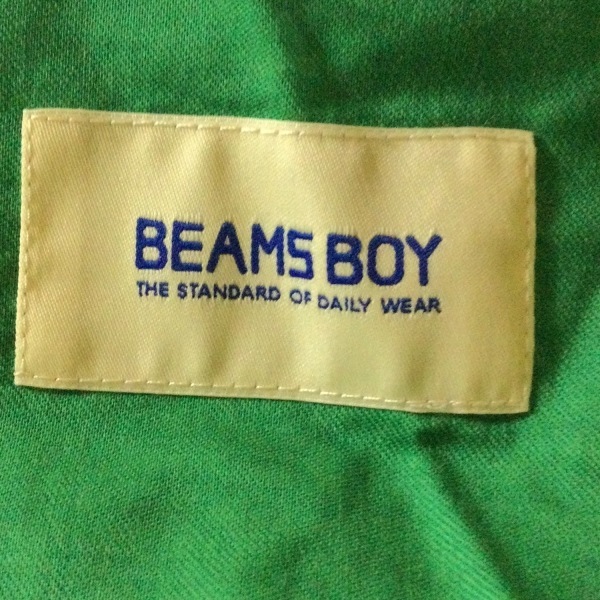 BEAMS BOY
THE STANDARD OF DAILY WEAR